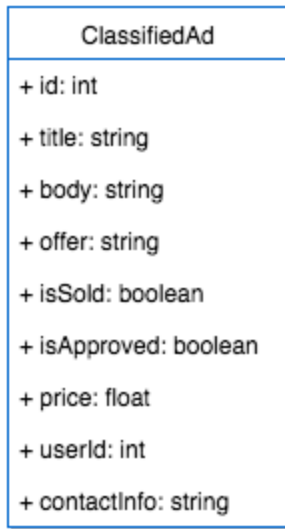 ClassifiedAd
+ id: int
+ title: string
+ body: string
+ offer: string
+ isSold: boolean
+ isApproved: boolean
+ price: float
+ userId: int
+ contactInfo: string